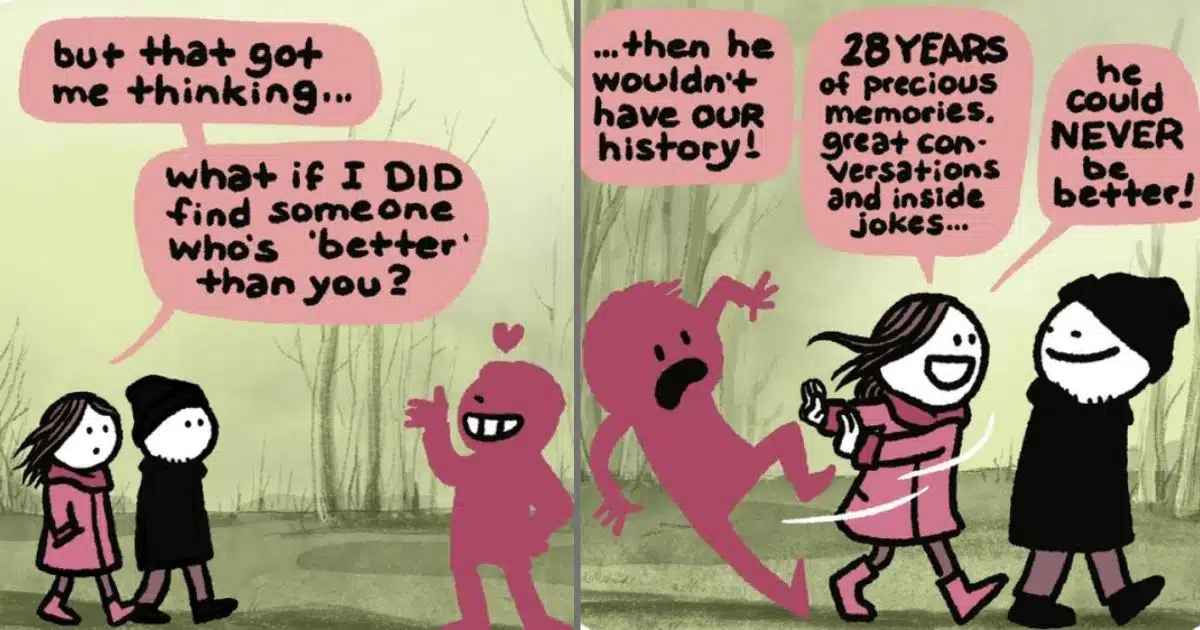 but that got
me thinking...
what if I DID
find someone
who's 'better'
than you?
...then he
wouldn't
have OUR
history!
28 YEARS
of precious
memories,
great con-
versations
and inside
jokes...
he
could
NEVER
be
better!